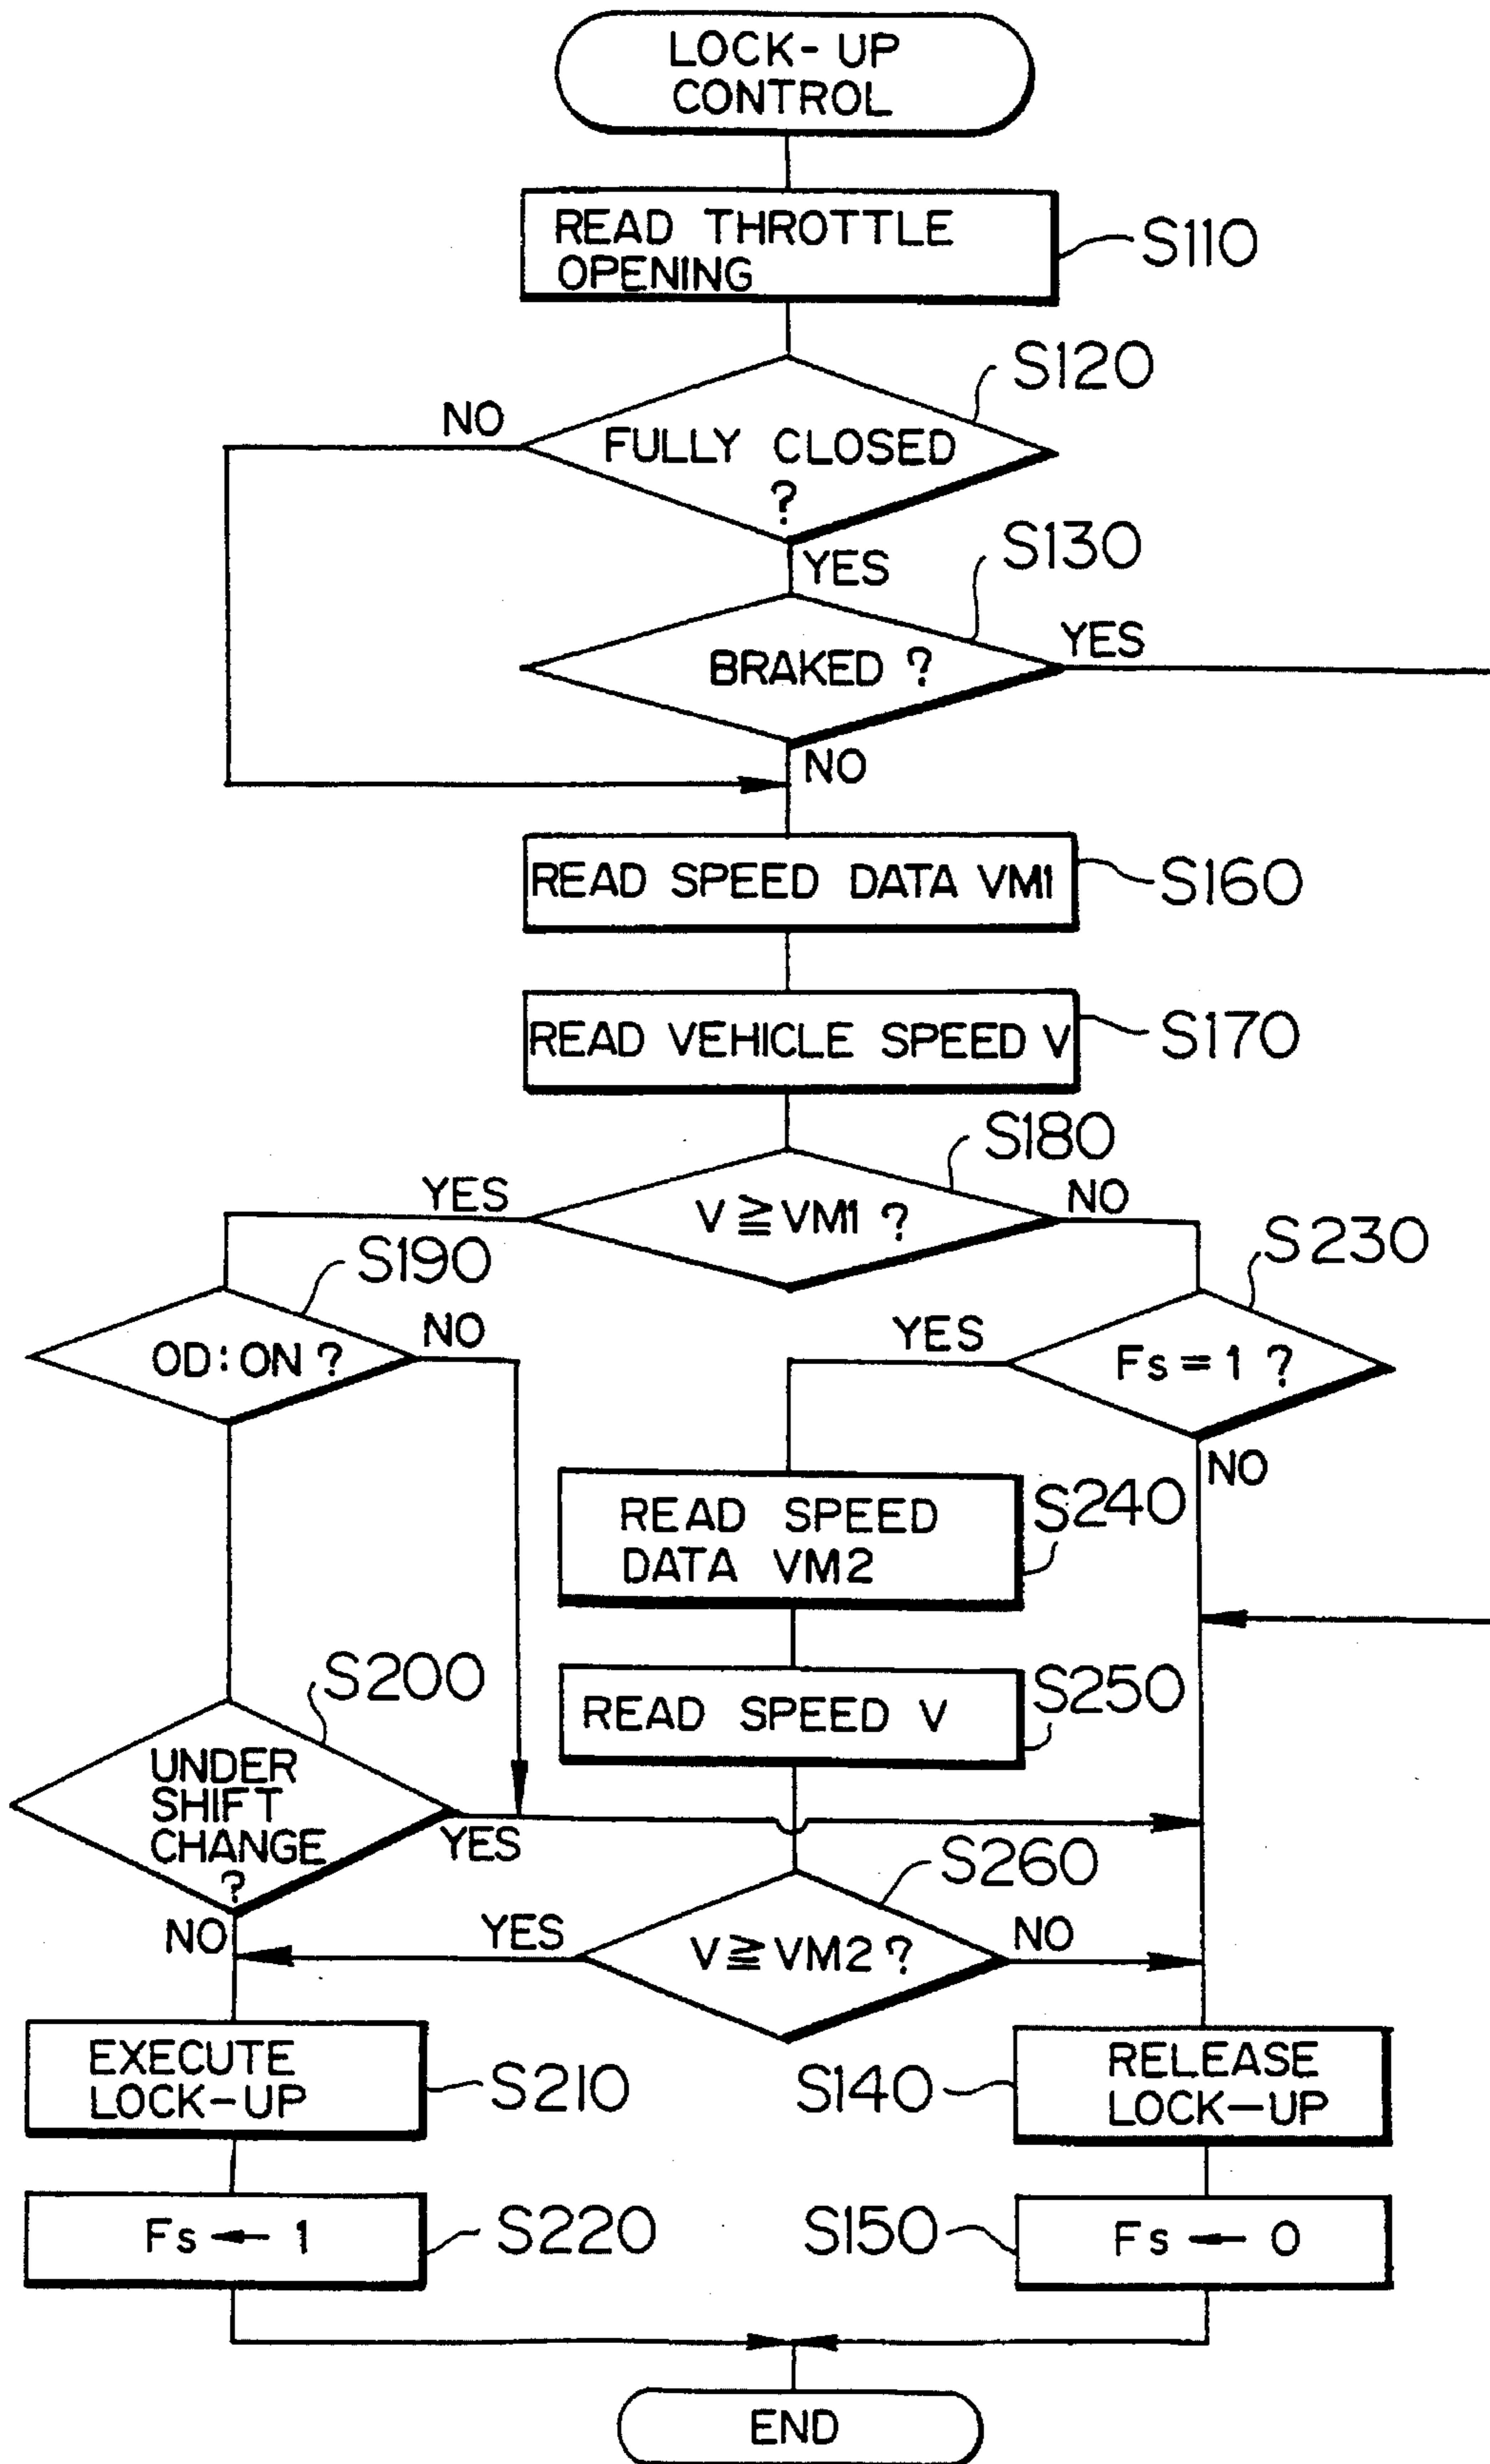 LOCK-UP
CONTROL
READ THROTTLE
OPENING
S110
S120
NO
FULLY CLOSED
?
YES
S130
BRAKED ?
YES
NO
READ SPEED DATA VM1
S160
READ VEHICLE SPEED V
S170
S180
YES
V ≧ VM1 ?
NO
S190
S230
OD:ON ?
NO
YES
Fs = 1 ?
NO
READ SPEED
DATA VM2
S240
S200
READ SPEED V
S250
UNDER
SHIFT
CHANGE
?
YES
S260
NO
YES
V ≧ VM2 ?
NO
EXECUTE
LOCK-UP
S210
S140
RELEASE
LOCK-UP
Fs ← 1
S220
S150
Fs ← 0
END